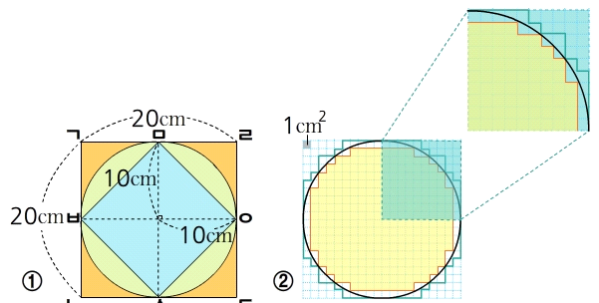 20cm
ㄱ ㅁ ㄹ
10cm
20cm ㅂ ㅇ
10cm
①
1cm²
②